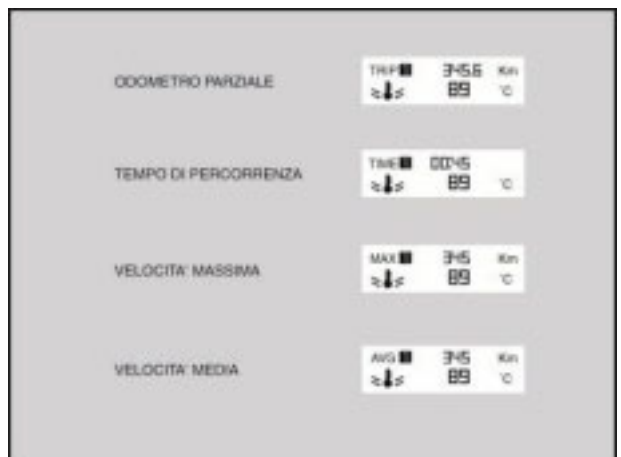 ODOMETRO PARZIALE
TRIP 345.6 Km
89 °C
TEMPO DI PERCORRENZA
TIME 00:45
89 °C
VELOCITA' MASSIMA
MAX 345 Km
89 °C
VELOCITA' MEDIA
AVG 345 Km
89 °C